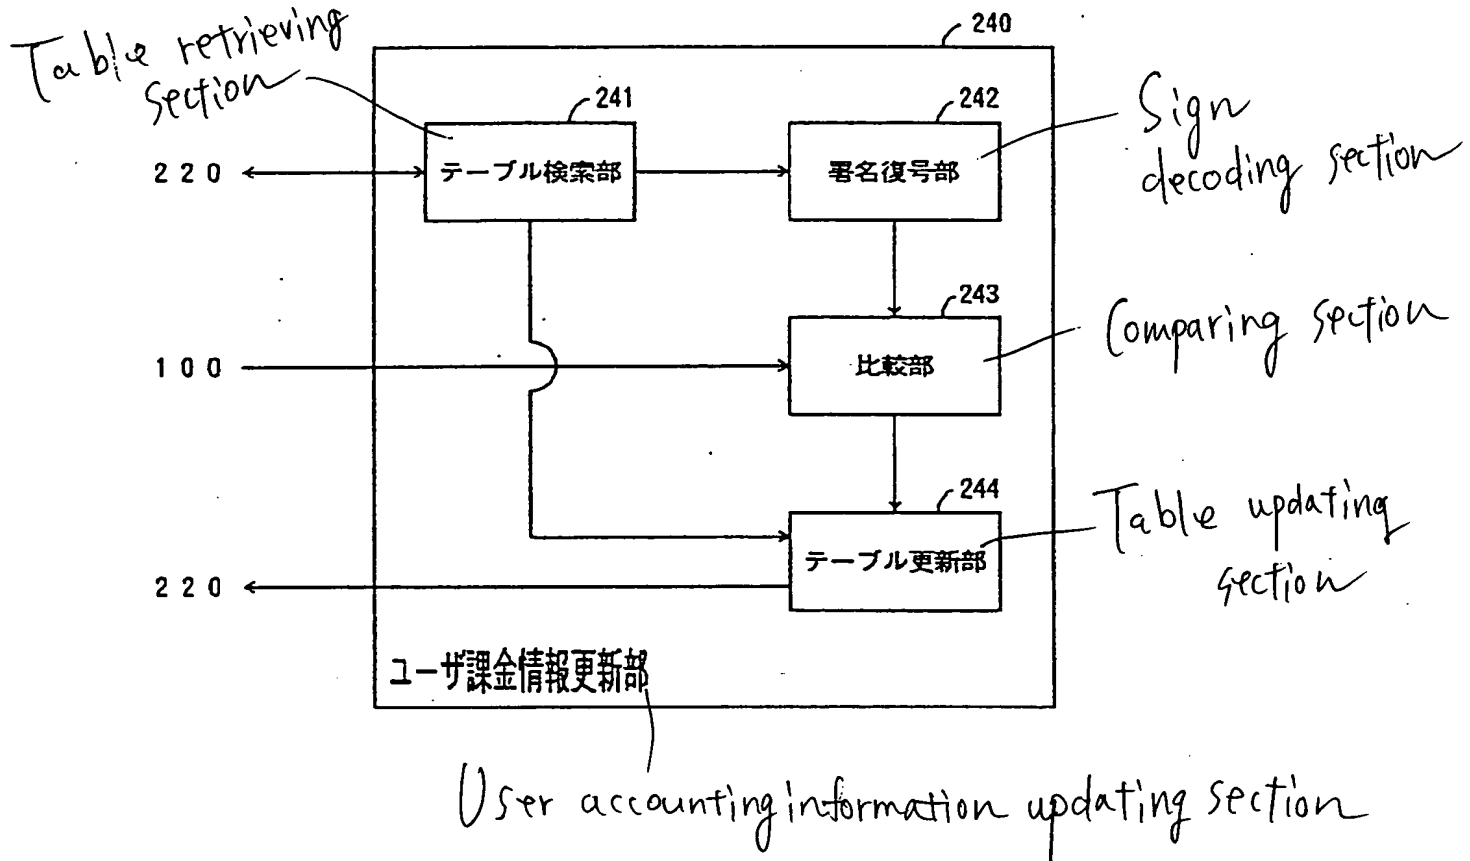 240
Table retrieving
section
241
242
Sign
decoding section
220
テーブル検索部
署名復号部
243
Comparing section
100
比較部
244
Table updating
section
テーブル更新部
220
ユーザ課金情報更新部
User accounting information updating section